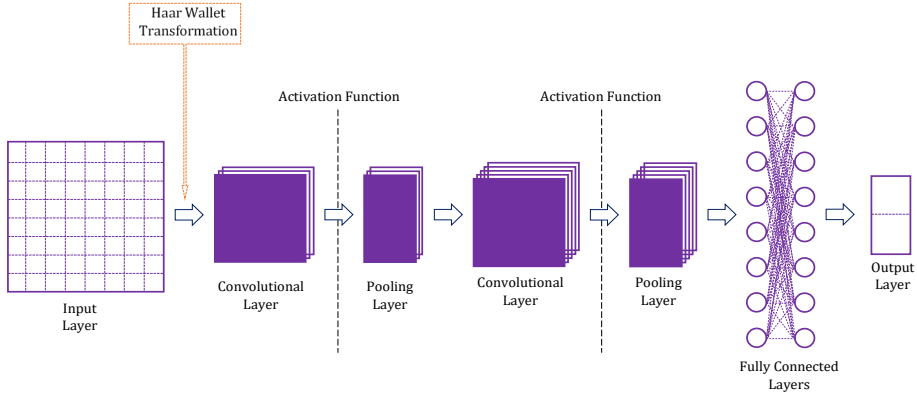 Haar Wallet
Transformation
Activation Function
Activation Function
Input
Layer
Convolutional
Layer
Pooling Layer
Convolutional
Layer
Pooling
Layer
Fully Connected
Layers
Output
Layer